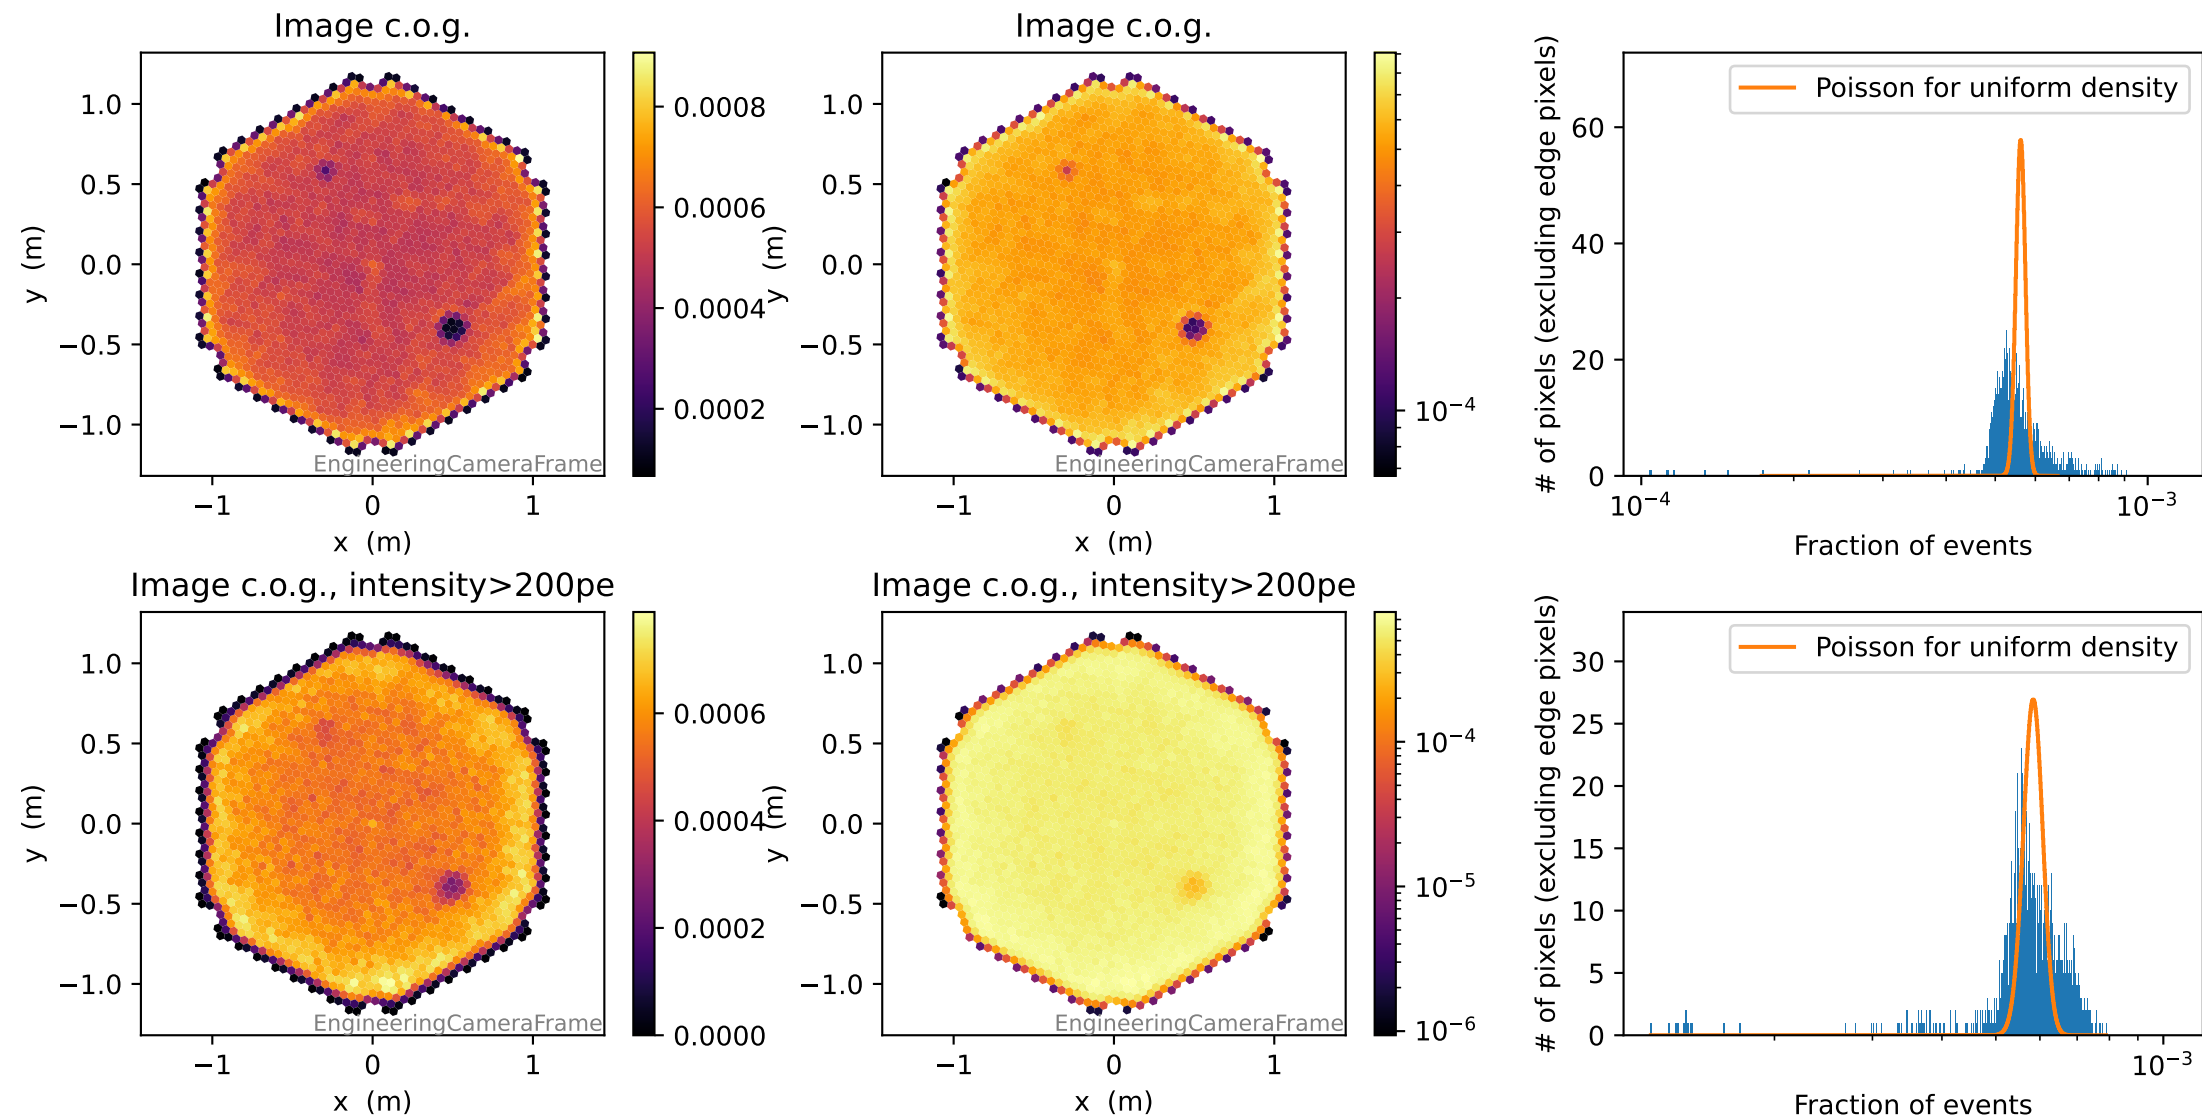 Image c.o.g.
1.0
0.5
0.0
−0.5
−1.0
y (m)
−1
0
1
x (m)
EngineeringCameraFrame
0.0008
0.0006
0.0004
0.0002
Image c.o.g.
1.0
0.5
0.0
−0.5
−1.0
y (m)
−1
0
1
x (m)
EngineeringCameraFrame
10⁻⁴
Poisson for uniform density
# of pixels (excluding edge pixels)
60
40
20
0
10⁻⁴
10⁻³
Fraction of events
Image c.o.g., intensity>200pe
1.0
0.5
0.0
−0.5
−1.0
y (m)
−1
0
1
x (m)
EngineeringCameraFrame
0.0006
0.0004
0.0002
0.0000
Image c.o.g., intensity>200pe
1.0
0.5
0.0
−0.5
−1.0
y (m)
−1
0
1
x (m)
EngineeringCameraFrame
10⁻⁴
10⁻⁵
10⁻⁶
Poisson for uniform density
# of pixels (excluding edge pixels)
30
25
20
15
10
5
0
10⁻³
Fraction of events